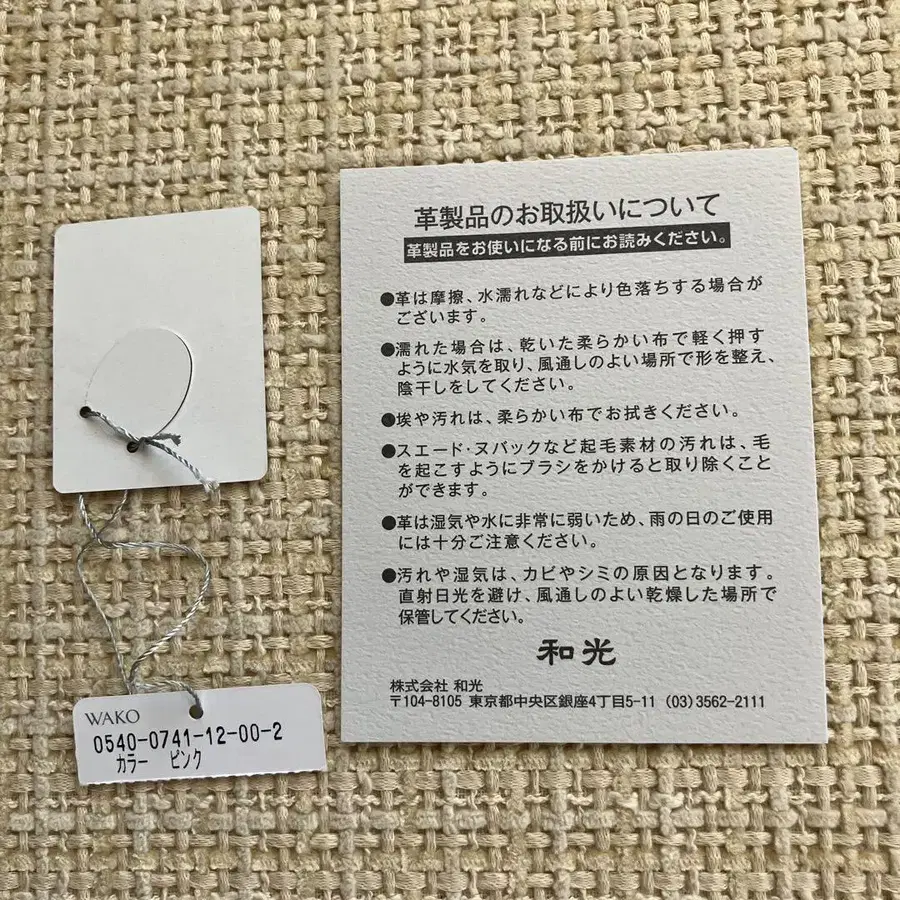 革製品のお取扱いについて
革製品をお使いになる前にお読みください。
●革は摩擦、水濡れなどにより色落ちする場合が
ございます。
●濡れた場合は、乾いた柔らかい布で軽く押す
ように水気を取り、風通しのよい場所で形を整え、
陰干しをしてください。
●埃や汚れは、柔らかい布でお拭きください。
●スエード・ヌバックなど起毛素材の汚れは、毛
を起こすようにブラシをかけると取り除くこと
ができます。
●革は湿気や水に非常に弱いため、雨の日のご使用
には十分ご注意ください。
●汚れや湿気は、カビやシミの原因となります。
直射日光を避け、風通しのよい乾燥した場所で
保管してください。
和光
株式会社 和光
〒104-8105 東京都中央区銀座4丁目5-11 (03)3562-2111
WAKO
0540-0741-12-00-2
カラー ピンク